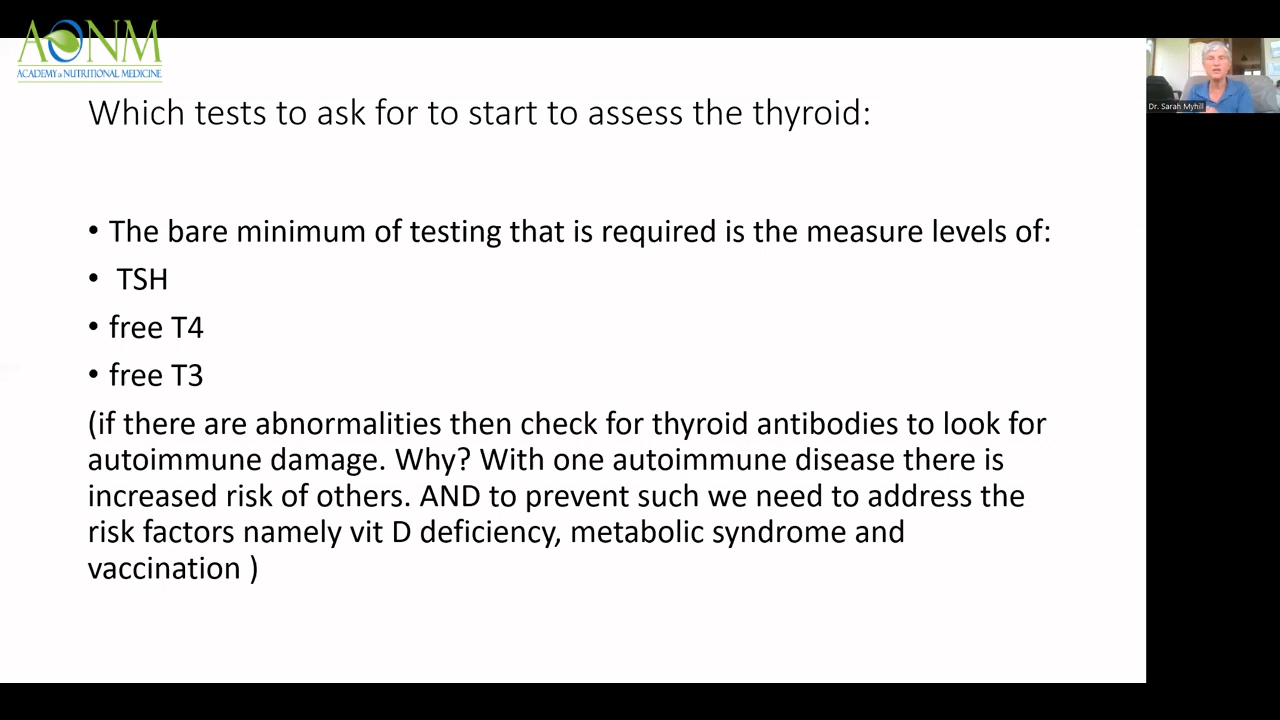 AONM
ACADEMY of NUTRITIONAL MEDICINE
Dr. Sarah Myhill
Which tests to ask for to start to assess the thyroid:
• The bare minimum of testing that is required is the measure levels of:
• TSH
• free T4
• free T3
(if there are abnormalities then check for thyroid antibodies to look for
autoimmune damage. Why? With one autoimmune disease there is
increased risk of others. AND to prevent such we need to address the
risk factors namely vit D deficiency, metabolic syndrome and
vaccination )